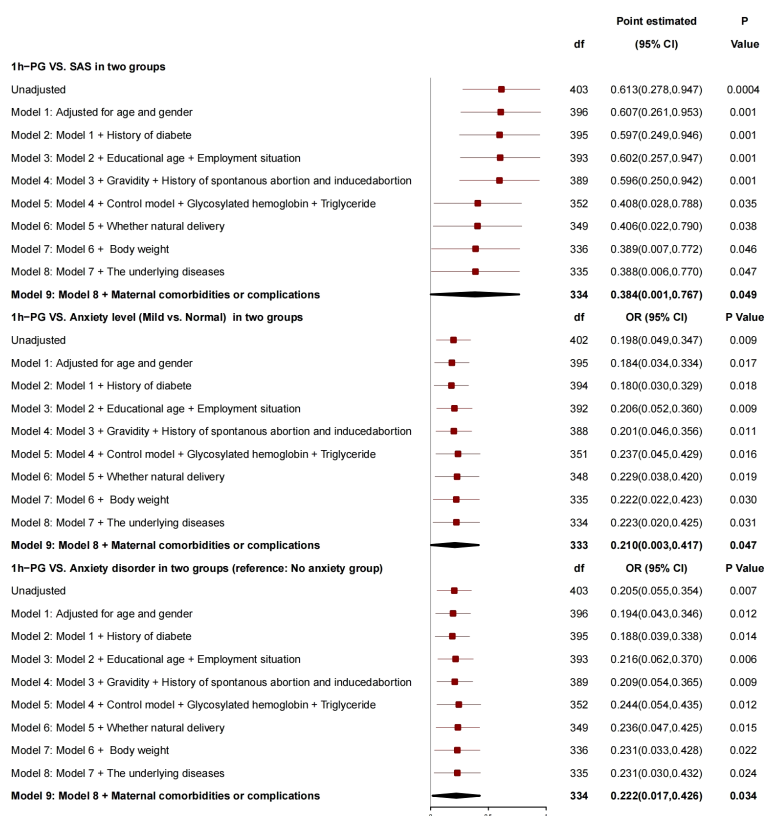 Point estimated P
df (95% CI) Value
1h−PG VS. SAS in two groups
Unadjusted 403 0.613(0.278,0.947) 0.0004
Model 1: Adjusted for age and gender 396 0.607(0.261,0.953) 0.001
Model 2: Model 1 + History of diabete 395 0.597(0.249,0.946) 0.001
Model 3: Model 2 + Educational age + Employment situation 393 0.602(0.257,0.947) 0.001
Model 4: Model 3 + Gravidity + History of spontanous abortion and inducedabortion 389 0.596(0.250,0.942) 0.001
Model 5: Model 4 + Control model + Glycosylated hemoglobin + Triglyceride 352 0.408(0.028,0.788) 0.035
Model 6: Model 5 + Whether natural delivery 349 0.406(0.022,0.790) 0.038
Model 7: Model 6 + Body weight 336 0.389(0.007,0.772) 0.046
Model 8: Model 7 + The underlying diseases 335 0.388(0.006,0.770) 0.047
Model 9: Model 8 + Maternal comorbidities or complications 334 0.384(0.001,0.767) 0.049
1h−PG VS. Anxiety level (Mild vs. Normal) in two groups df OR (95% CI) P Value
Unadjusted 402 0.198(0.049,0.347) 0.009
Model 1: Adjusted for age and gender 395 0.184(0.034,0.334) 0.017
Model 2: Model 1 + History of diabete 394 0.180(0.030,0.329) 0.018
Model 3: Model 2 + Educational age + Employment situation 392 0.206(0.052,0.360) 0.009
Model 4: Model 3 + Gravidity + History of spontanous abortion and inducedabortion 388 0.201(0.046,0.356) 0.011
Model 5: Model 4 + Control model + Glycosylated hemoglobin + Triglyceride 351 0.237(0.045,0.429) 0.016
Model 6: Model 5 + Whether natural delivery 348 0.229(0.038,0.420) 0.019
Model 7: Model 6 + Body weight 335 0.222(0.022,0.423) 0.030
Model 8: Model 7 + The underlying diseases 334 0.223(0.020,0.425) 0.031
Model 9: Model 8 + Maternal comorbidities or complications 333 0.210(0.003,0.417) 0.047
1h−PG VS. Anxiety disorder in two groups (reference: No anxiety group) df OR (95% CI) P Value
Unadjusted 403 0.205(0.055,0.354) 0.007
Model 1: Adjusted for age and gender 396 0.194(0.043,0.346) 0.012
Model 2: Model 1 + History of diabete 395 0.188(0.039,0.338) 0.014
Model 3: Model 2 + Educational age + Employment situation 393 0.216(0.062,0.370) 0.006
Model 4: Model 3 + Gravidity + History of spontanous abortion and inducedabortion 389 0.209(0.054,0.365) 0.009
Model 5: Model 4 + Control model + Glycosylated hemoglobin + Triglyceride 352 0.244(0.054,0.435) 0.012
Model 6: Model 5 + Whether natural delivery 349 0.236(0.047,0.425) 0.015
Model 7: Model 6 + Body weight 336 0.231(0.033,0.428) 0.022
Model 8: Model 7 + The underlying diseases 335 0.231(0.030,0.432) 0.024
Model 9: Model 8 + Maternal comorbidities or complications 334 0.222(0.017,0.426) 0.034